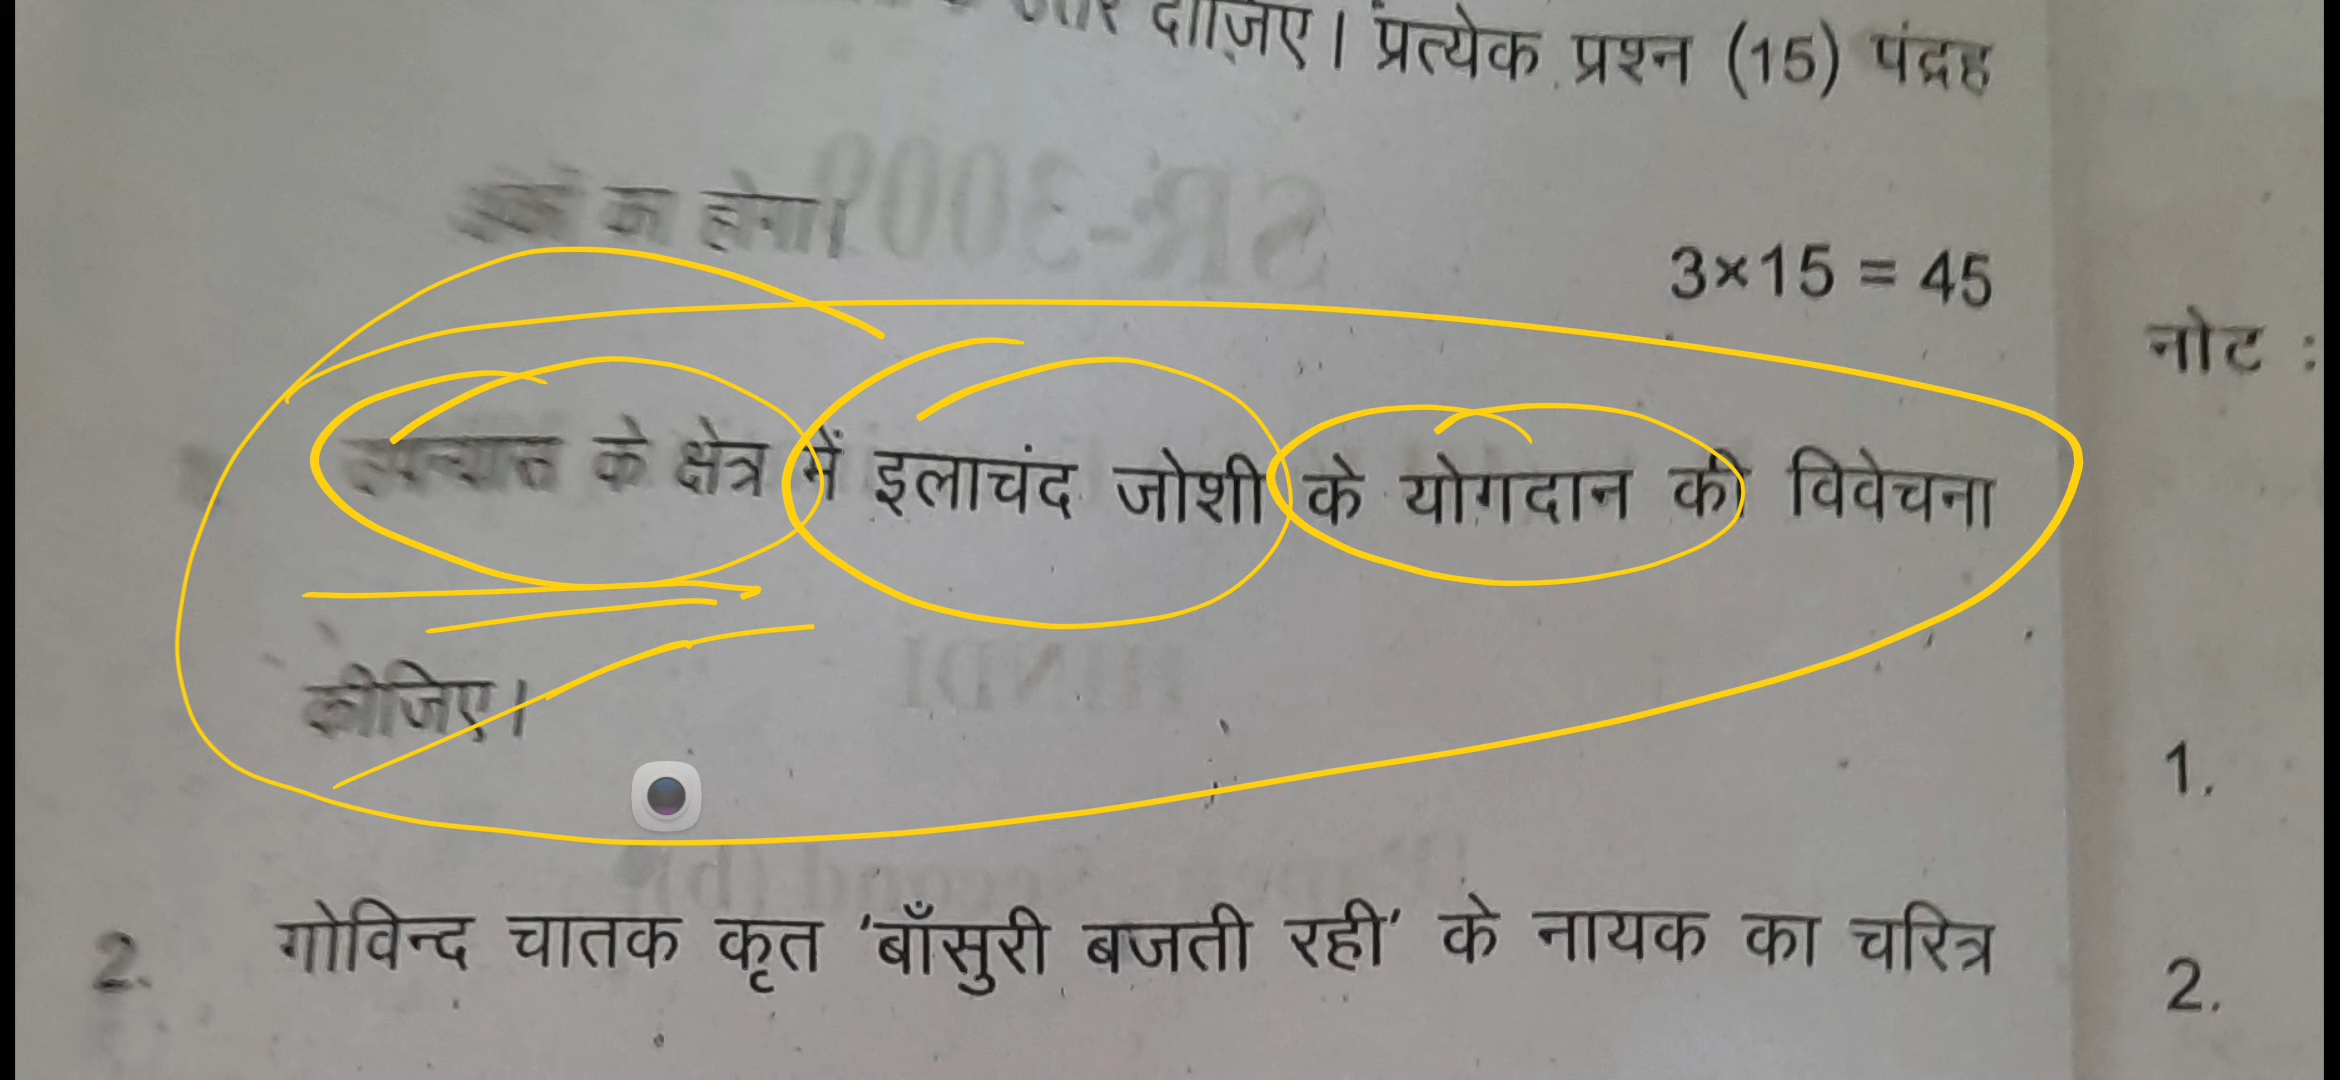 दीजिए। प्रत्येक प्रश्न (15) पंद्रह
का होगा।
3×15 = 45
नोट :
के क्षेत्र में इलाचंद जोशी के योगदान की विवेचना
कीजिए।
1.
2. गोविन्द चातक कृत 'बाँसुरी बजती रही' के नायक का चरित्र
2.